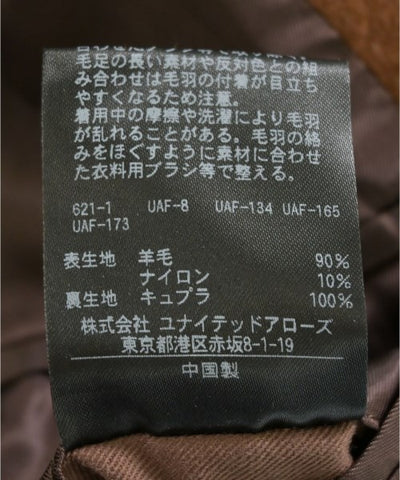 毛足の長い素材や反対色との組
み合わせは毛羽の付着が目立ち
やすくなるため注意。
着用中の摩擦や洗濯により毛羽
が乱れることがある。毛羽の絡
みをほぐすように素材に合わせ
た衣料用ブラシ等で整える。
621-1 UAF-8 UAF-134 UAF-165
UAF-173
表生地 羊毛 90%
ナイロン 10%
裏生地 キュプラ 100%
株式会社 ユナイテッドアローズ
東京都港区赤坂8-1-19
中国製